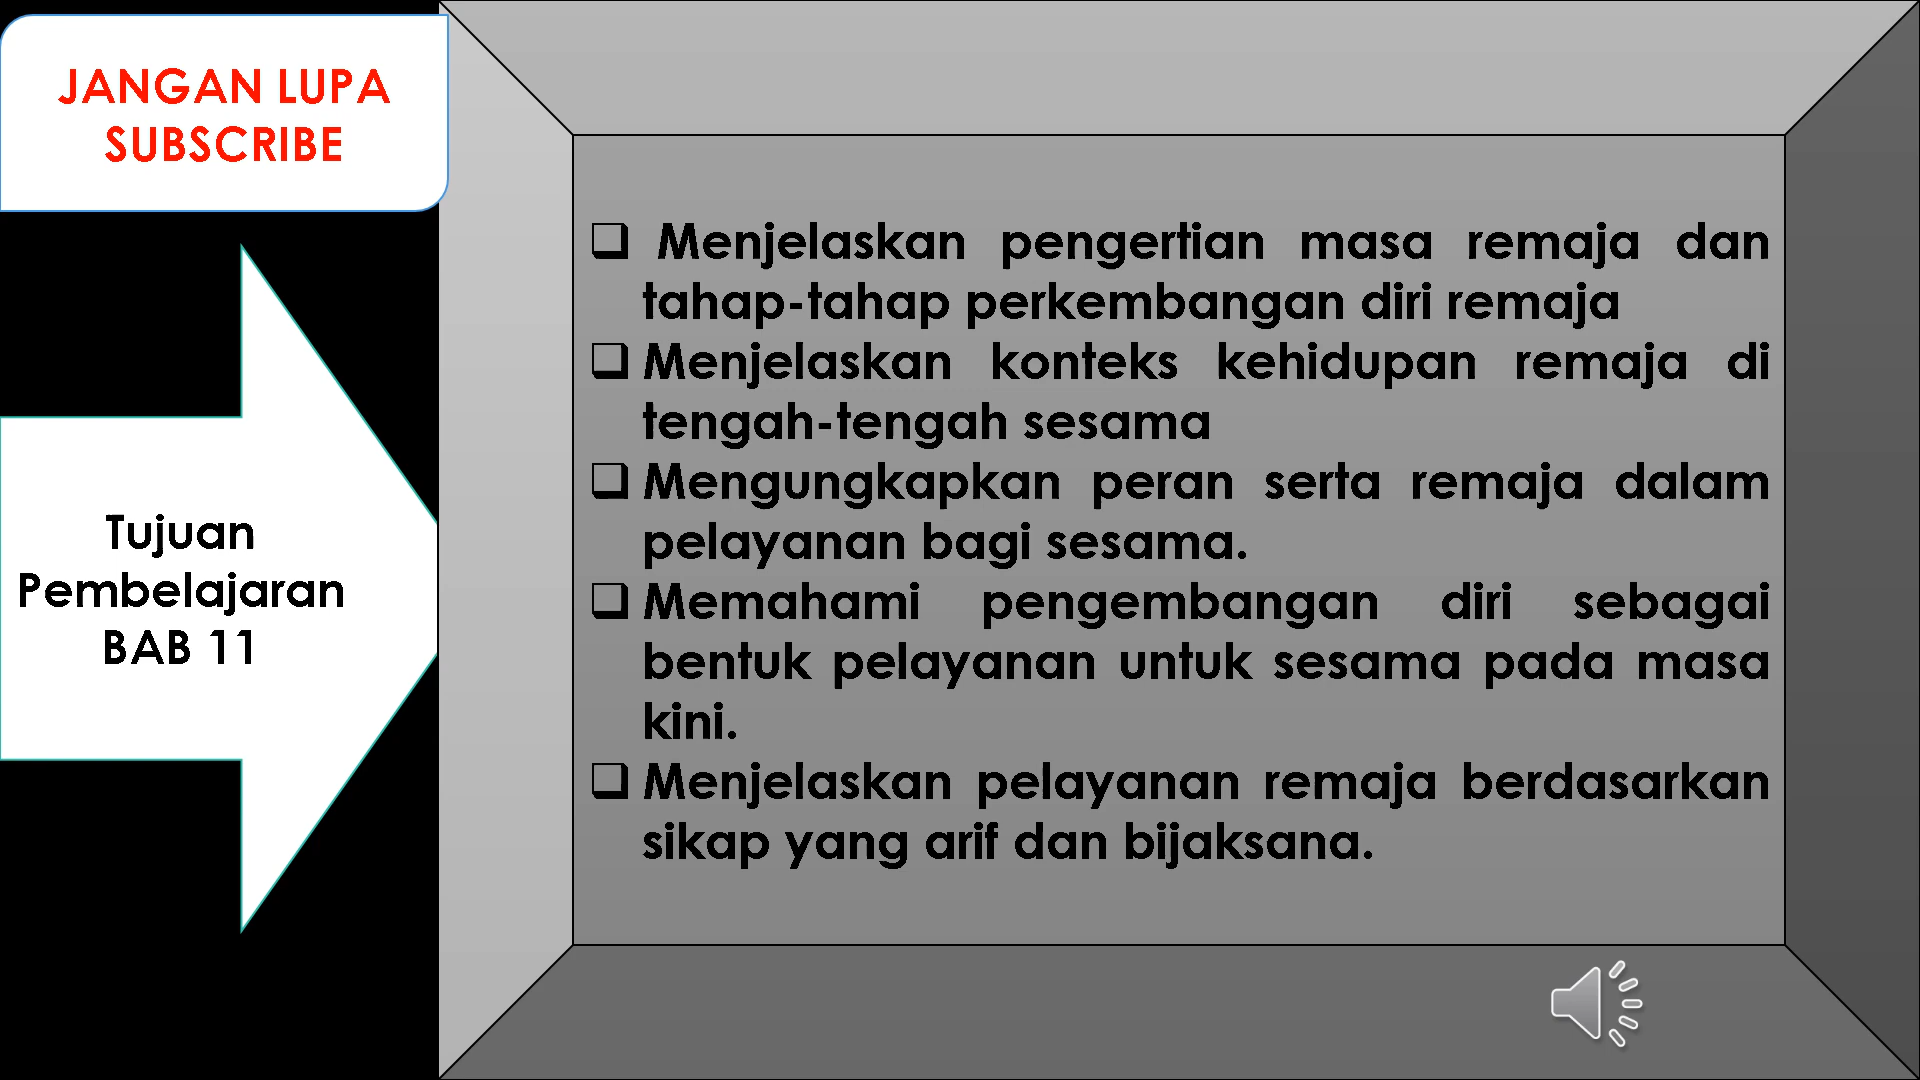 JANGAN LUPA
SUBSCRIBE
Tujuan
Pembelajaran
BAB 11
❑ Menjelaskan pengertian masa remaja dan
tahap-tahap perkembangan diri remaja
❑ Menjelaskan konteks kehidupan remaja di
tengah-tengah sesama
❑ Mengungkapkan peran serta remaja dalam
pelayanan bagi sesama.
❑ Memahami pengembangan diri sebagai
bentuk pelayanan untuk sesama pada masa
kini.
❑ Menjelaskan pelayanan remaja berdasarkan
sikap yang arif dan bijaksana.